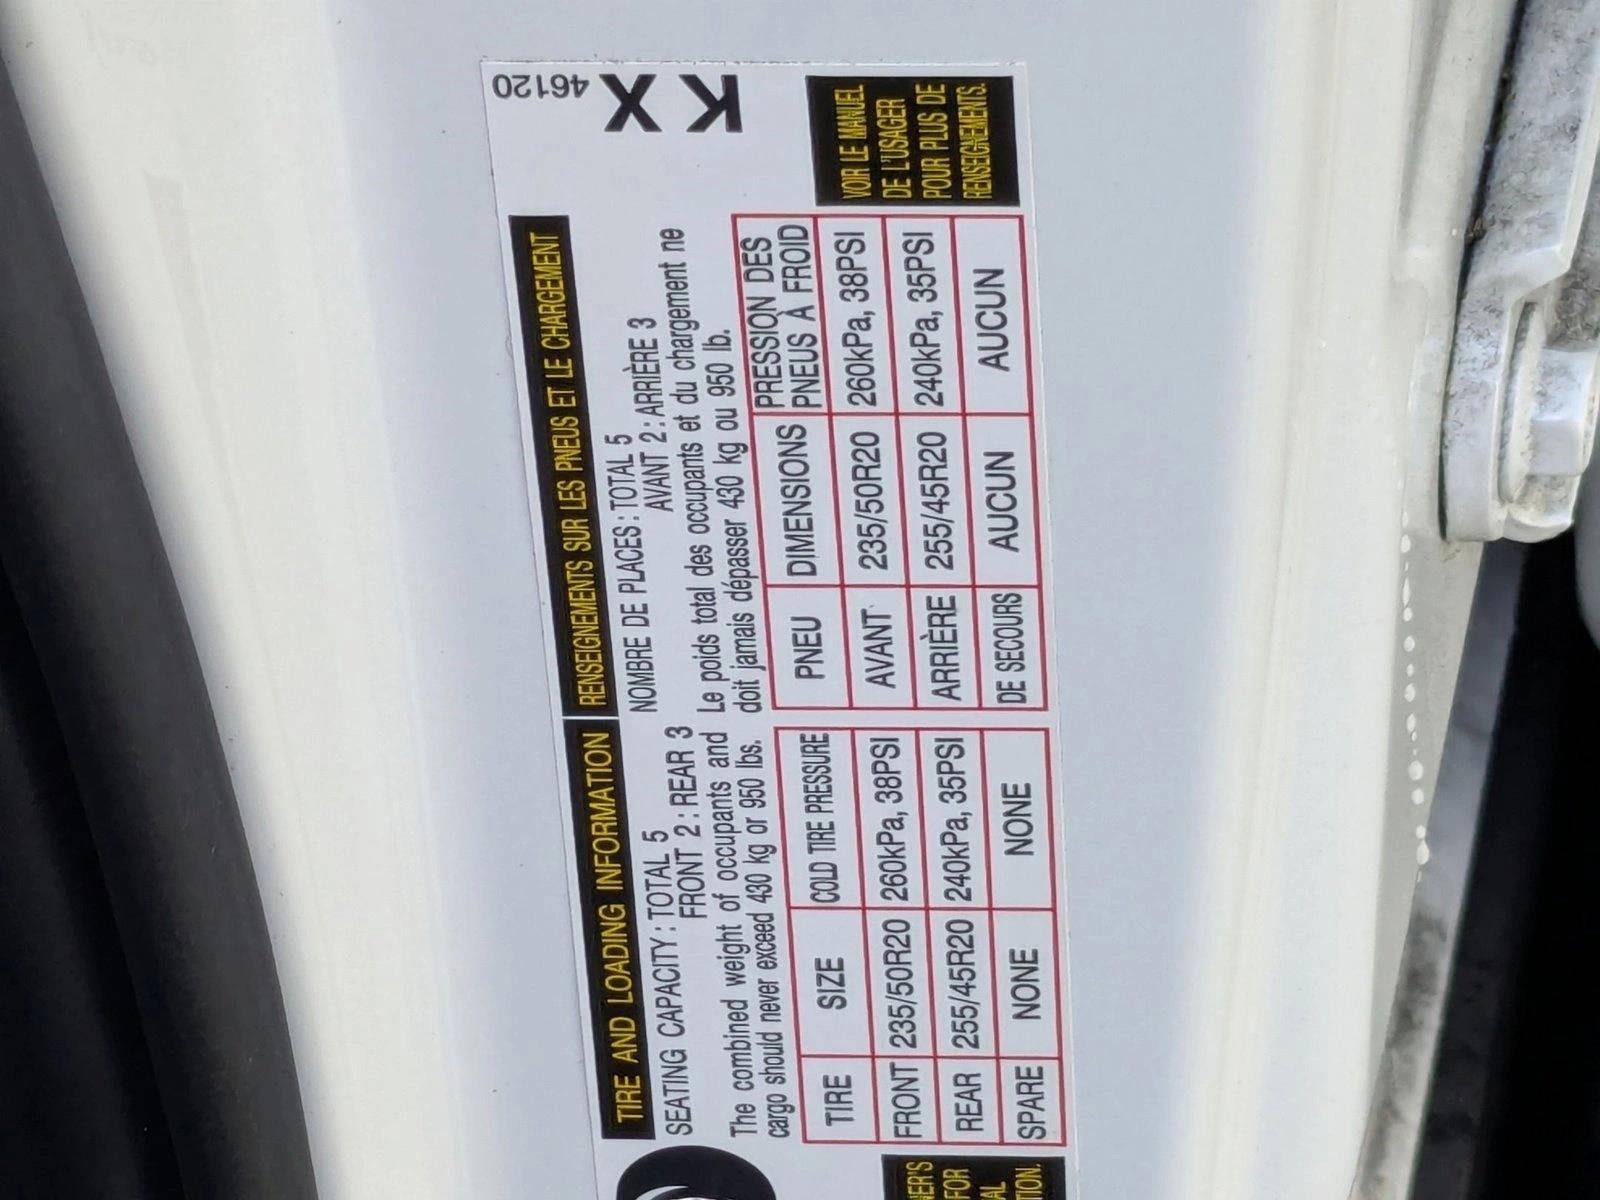 TIRE AND LOADING INFORMATION
SEATING CAPACITY : TOTAL 5
FRONT 2 : REAR 3
The combined weight of occupants and
cargo should never exceed 430 kg or 950 lbs.
TIRE SIZE COLD TIRE PRESSURE
FRONT 235/50R20 260kPa, 38PSI
REAR 255/45R20 240kPa, 35PSI
SPARE NONE NONE
RENSEIGNEMENTS SUR LES PNEUS ET LE CHARGEMENT
NOMBRE DE PLACES : TOTAL 5
AVANT 2 : ARRIÈRE 3
Le poids total des occupants et du chargement ne
doit jamais dépasser 430 kg ou 950 lb.
PNEU DIMENSIONS PRESSION DES
PNEUS À FROID
AVANT 235/50R20 260kPa, 38PSI
ARRIÈRE 255/45R20 240kPa, 35PSI
DE SECOURS AUCUN AUCUN
VOIR LE MANUEL
DE L'USAGER
POUR PLUS DE
RENSEIGNEMENTS.
46120
K X
FOR